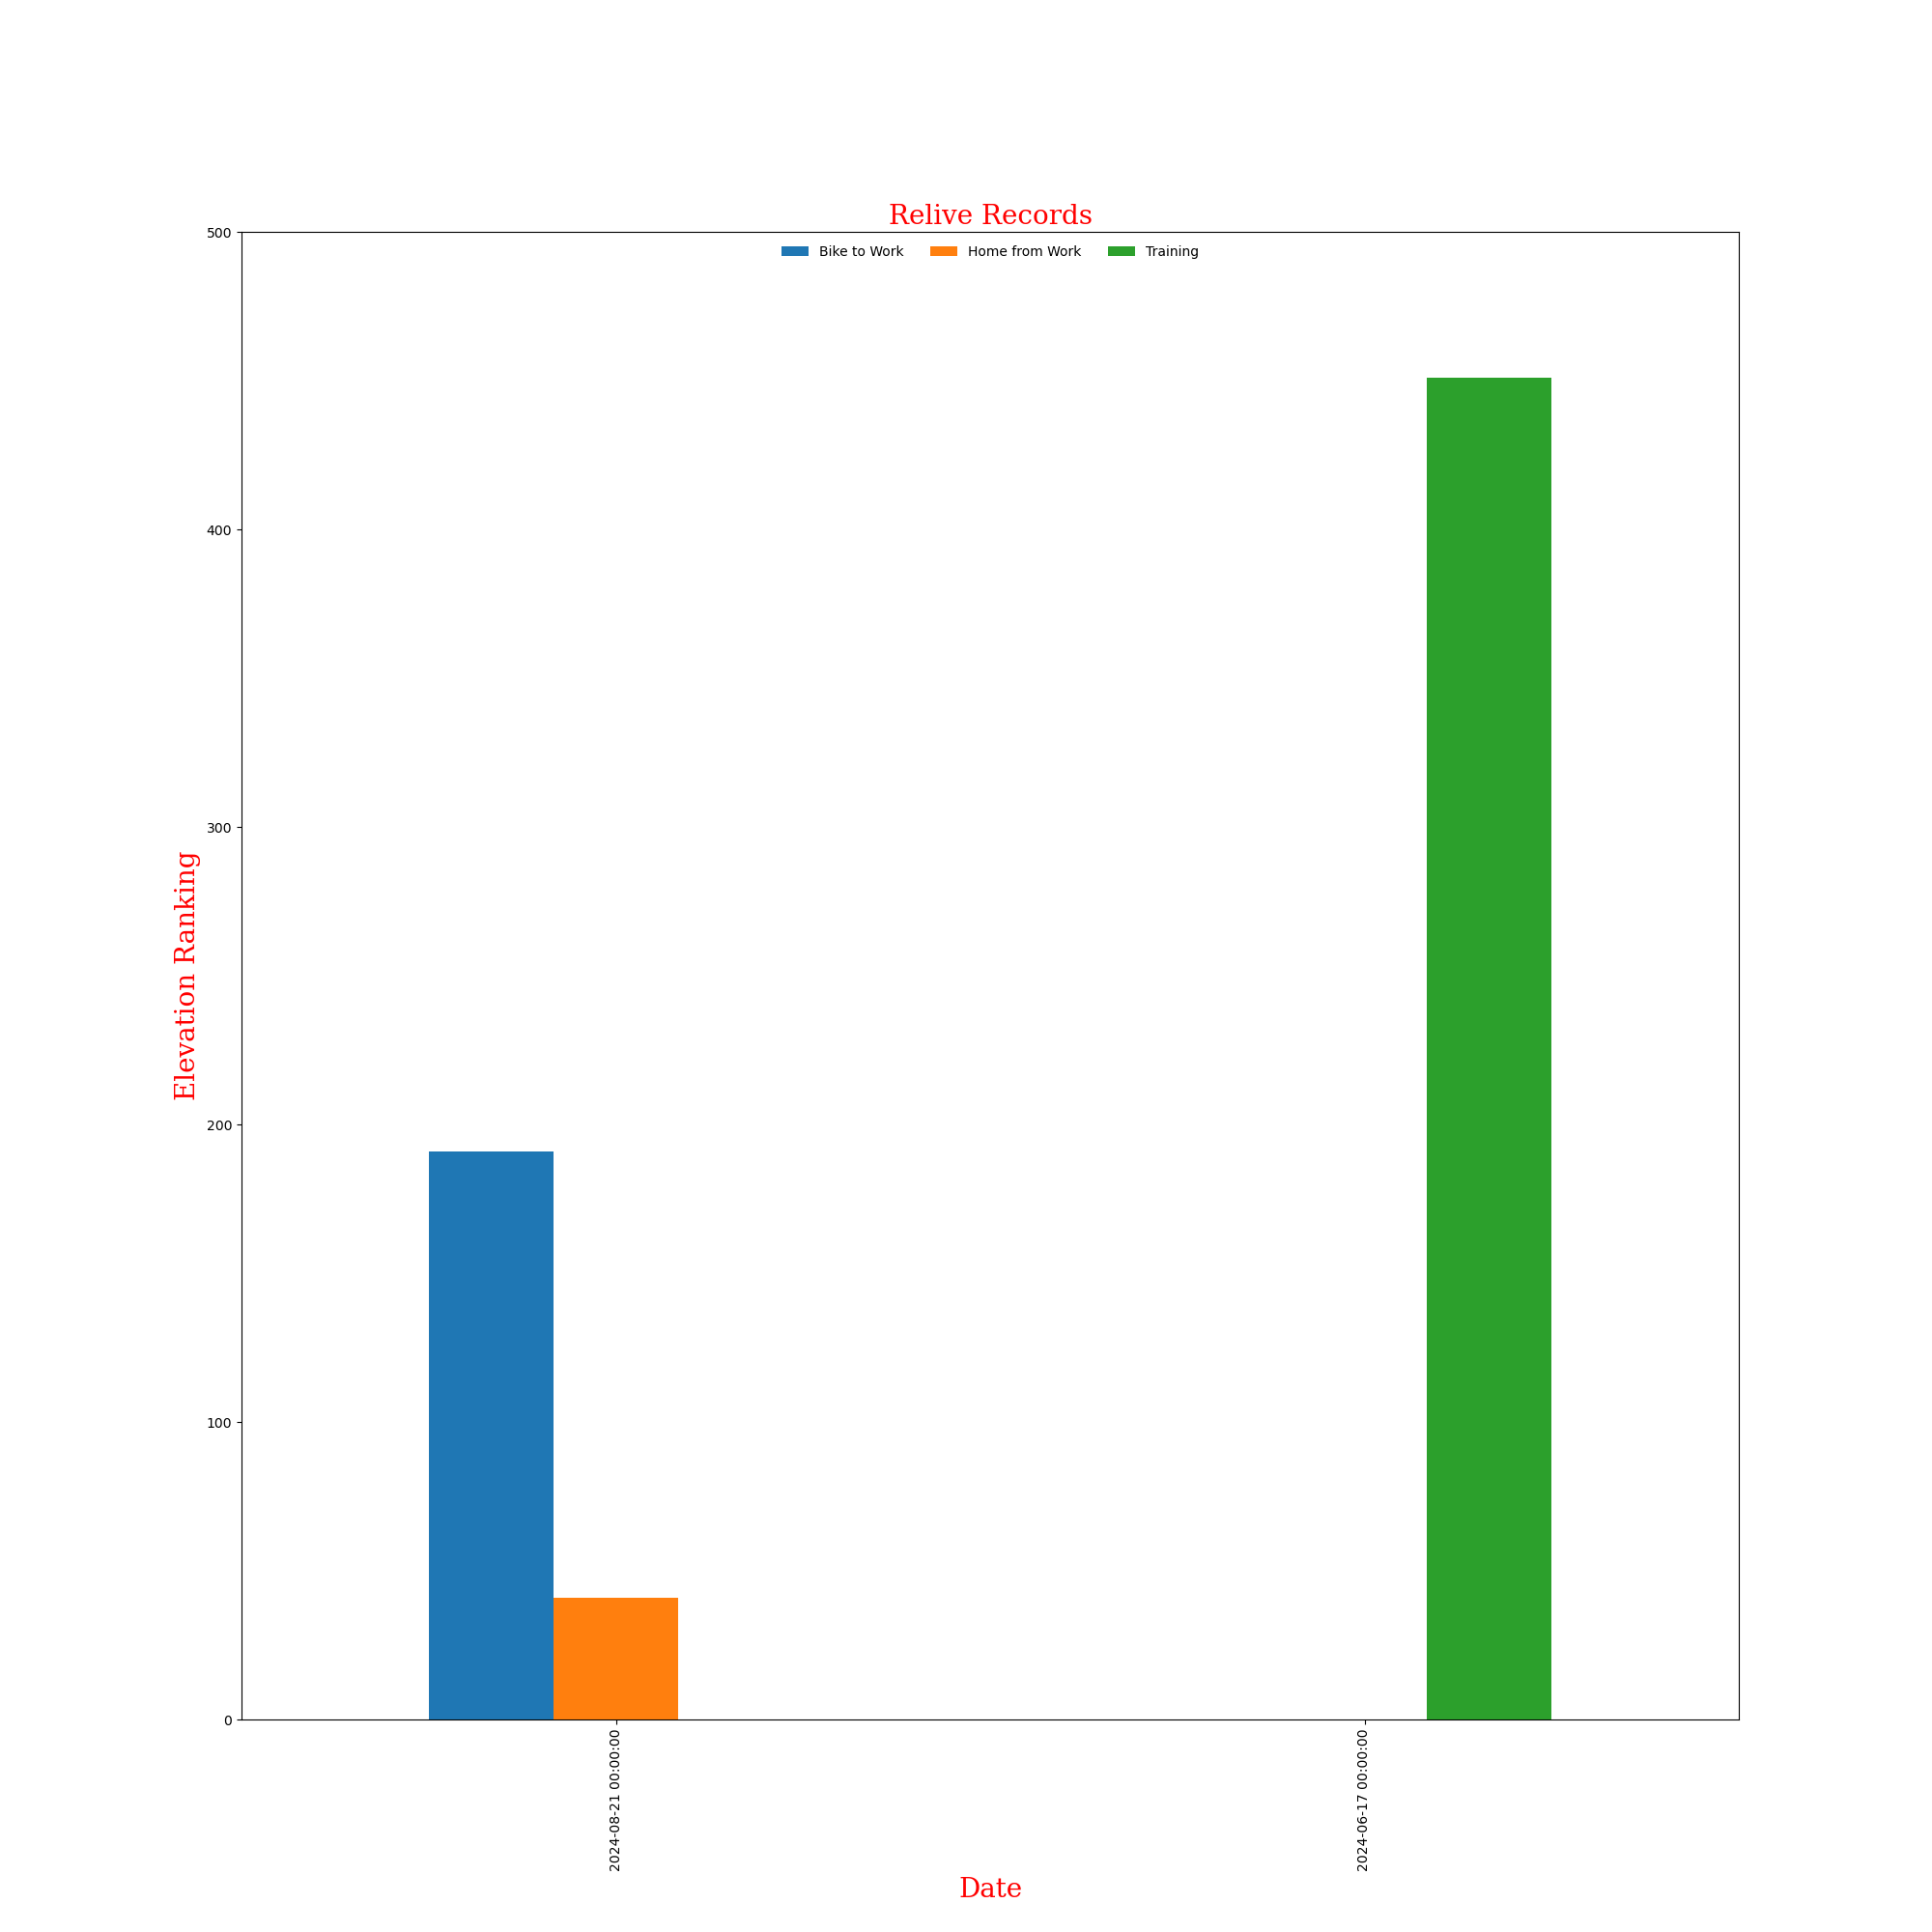 Relive Records
Bike to Work Home from Work Training
500
400
300
200
100
0
Elevation Ranking
2024-08-21 00:00:00
2024-06-17 00:00:00
Date